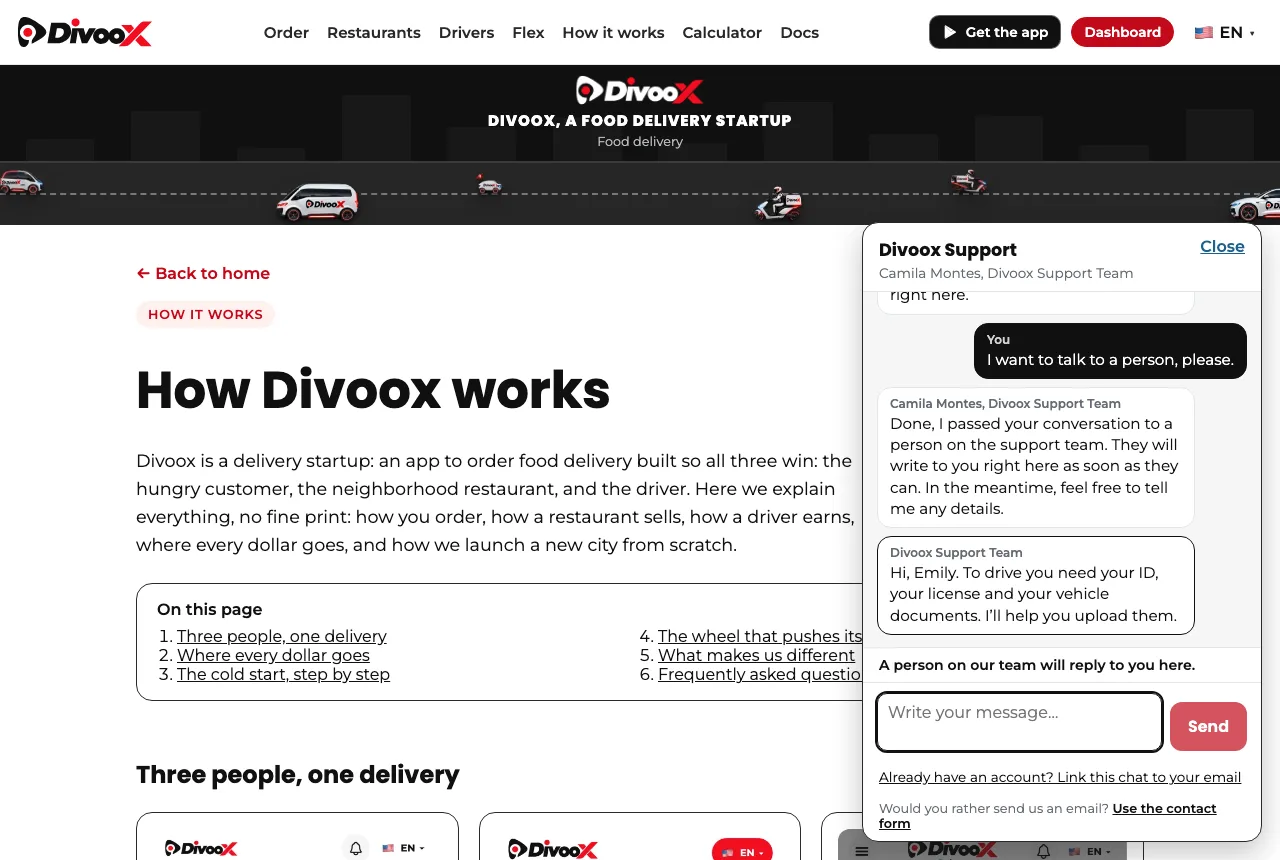 DivooX
Order Restaurants Drivers Flex How it works Calculator Docs
Get the app
Dashboard
EN
DivooX
DIVOOX, A FOOD DELIVERY STARTUP
Food delivery
DivooX
← Back to home
HOW IT WORKS
How Divoox works
Divoox is a delivery startup: an app to order food delivery built so all three win: the
hungry customer, the neighborhood restaurant, and the driver. Here we explain
everything, no fine print: how you order, how a restaurant sells, how a driver earns,
where every dollar goes, and how we launch a new city from scratch.
On this page
1. Three people, one delivery
2. Where every dollar goes
3. The cold start, step by step
4. The wheel that pushes its
5. What makes us different
6. Frequently asked questio
Three people, one delivery
DivooX
EN
DivooX
EN
DivooX
EN
Divoox Support
Close
Camila Montes, Divoox Support Team
right here.
You
I want to talk to a person, please.
Camila Montes, Divoox Support Team
Done, I passed your conversation to a
person on the support team. They will
write to you right here as soon as they
can. In the meantime, feel free to tell
me any details.
Divoox Support Team
Hi, Emily. To drive you need your ID,
your license and your vehicle
documents. I’ll help you upload them.
A person on our team will reply to you here.
Write your message…
Send
Already have an account? Link this chat to your email
Would you rather send us an email? Use the contact
form